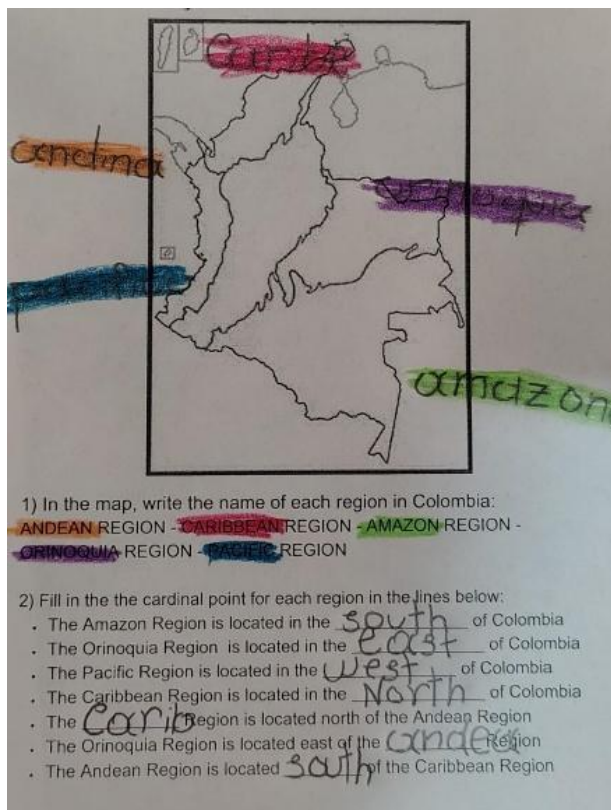 Caribe
andina
orinoquia
pacifica
amazon
1) In the map, write the name of each region in Colombia:
ANDEAN REGION - CARIBBEAN REGION - AMAZON REGION -
ORINOQUIA REGION - PACIFIC REGION
2) Fill in the the cardinal point for each region in the lines below:
. The Amazon Region is located in the south of Colombia
. The Orinoquia Region is located in the east of Colombia
. The Pacific Region is located in the west of Colombia
. The Caribbean Region is located in the North of Colombia
. The Carib Region is located north of the Andean Region
. The Orinoquia Region is located east of the andea Region
. The Andean Region is located south of the Caribbean Region